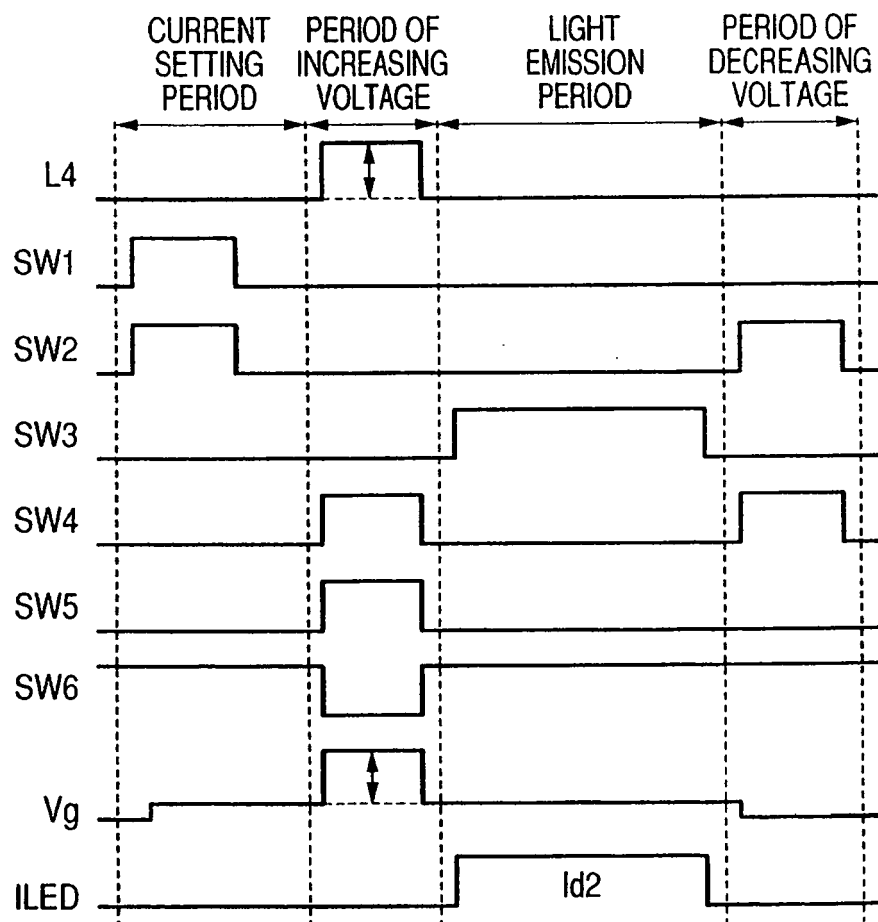 CURRENT
SETTING
PERIOD
PERIOD OF
INCREASING
VOLTAGE
LIGHT
EMISSION
PERIOD
PERIOD OF
DECREASING
VOLTAGE
L4
SW1
SW2
SW3
SW4
SW5
SW6
Vg
ILED
Id2